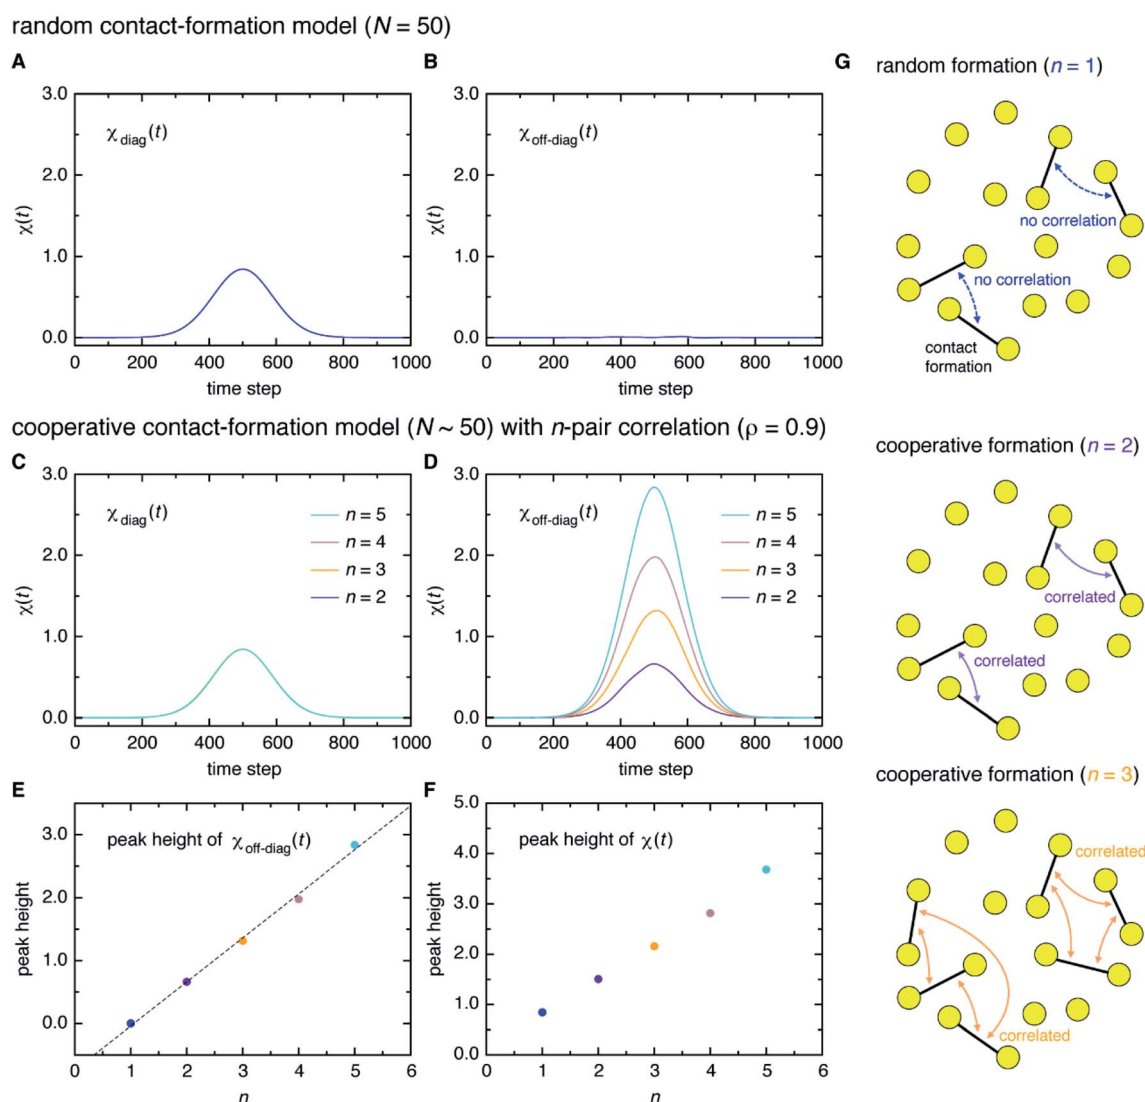 random contact-formation model (N = 50)
A
3.0
2.0
1.0
0.0
χ(t)
χdiag(t)
0 200 400 600 800 1000
time step
B
3.0
2.0
1.0
0.0
χ(t)
χoff-diag(t)
0 200 400 600 800 1000
time step
G
random formation (n = 1)
no correlation
no correlation
contact
formation
cooperative contact-formation model (N ~ 50) with n-pair correlation (ρ = 0.9)
C
3.0
2.0
1.0
0.0
χ(t)
χdiag(t)
n = 5
n = 4
n = 3
n = 2
0 200 400 600 800 1000
time step
D
3.0
2.0
1.0
0.0
χ(t)
χoff-diag(t)
n = 5
n = 4
n = 3
n = 2
0 200 400 600 800 1000
time step
cooperative formation (n = 2)
correlated
correlated
E
3.0
2.0
1.0
0.0
peak height
peak height of χoff-diag(t)
0 1 2 3 4 5 6
n
F
5.0
4.0
3.0
2.0
1.0
0.0
peak height
peak height of χ(t)
0 1 2 3 4 5 6
n
cooperative formation (n = 3)
correlated
correlated